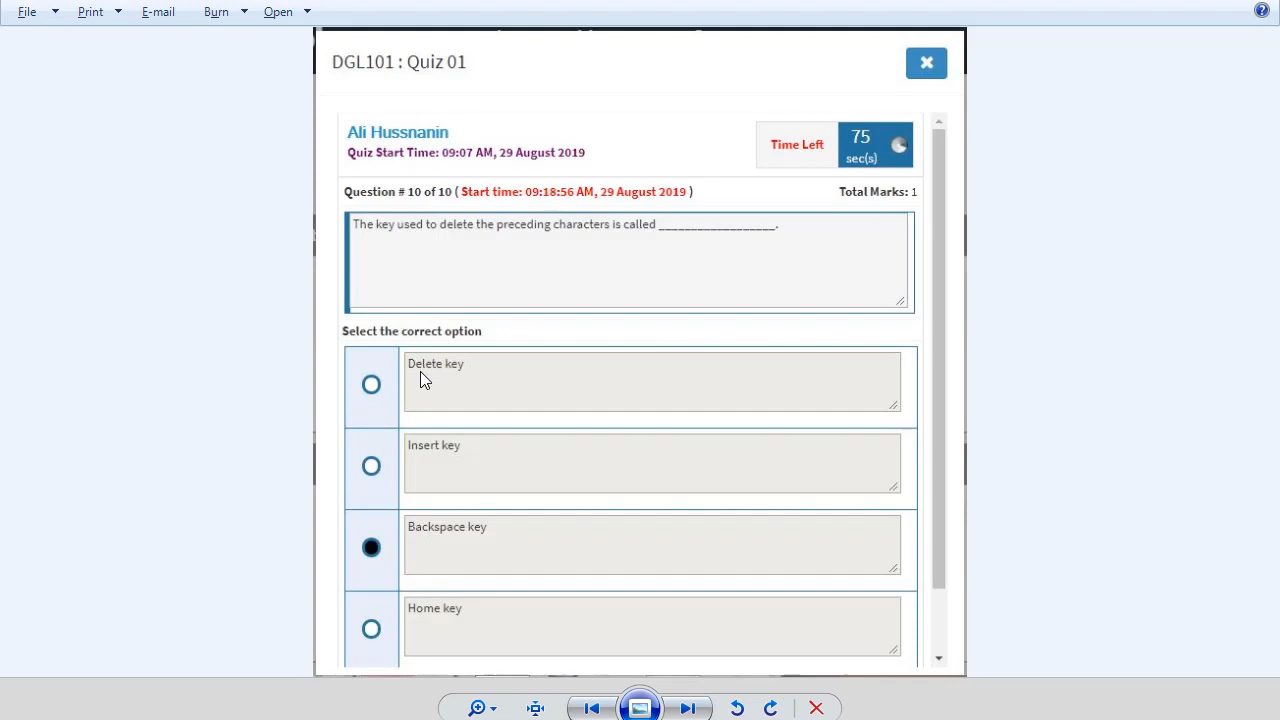 File Print E-mail Burn Open
DGL101 : Quiz 01
Ali Hussnanin
Quiz Start Time: 09:07 AM, 29 August 2019
Time Left
75
sec(s)
Question # 10 of 10 ( Start time: 09:18:56 AM, 29 August 2019 ) Total Marks: 1
The key used to delete the preceding characters is called __________________.
Select the correct option
Delete key
Insert key
Backspace key
Home key